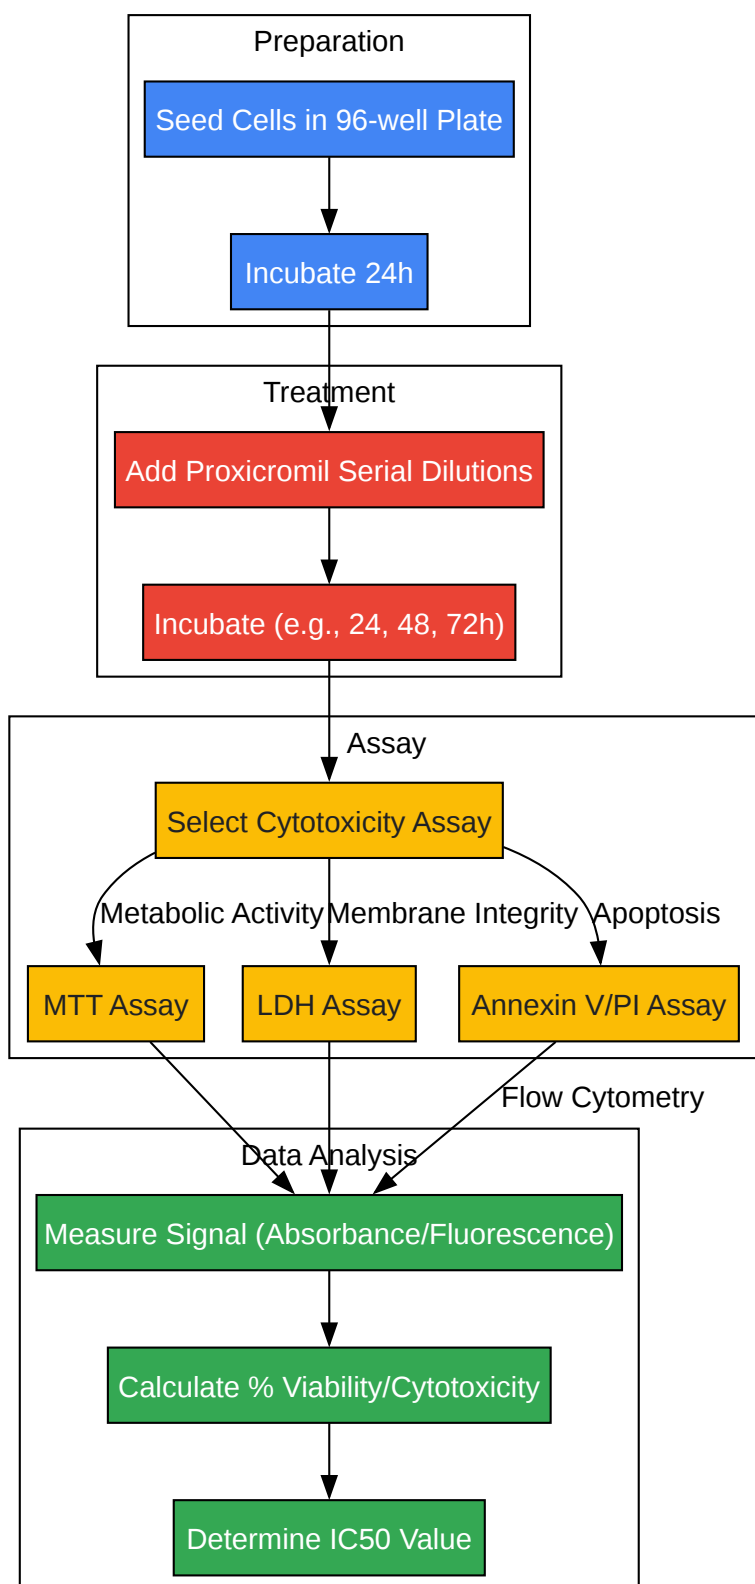 Preparation
Seed Cells in 96-well Plate
Incubate 24h
Treatment
Add Proxicromil Serial Dilutions
Incubate (e.g., 24, 48, 72h)
Assay
Select Cytotoxicity Assay
Metabolic Activity
Membrane Integrity
Apoptosis
MTT Assay
LDH Assay
Annexin V/PI Assay
Flow Cytometry
Data Analysis
Measure Signal (Absorbance/Fluorescence)
Calculate % Viability/Cytotoxicity
Determine IC50 Value